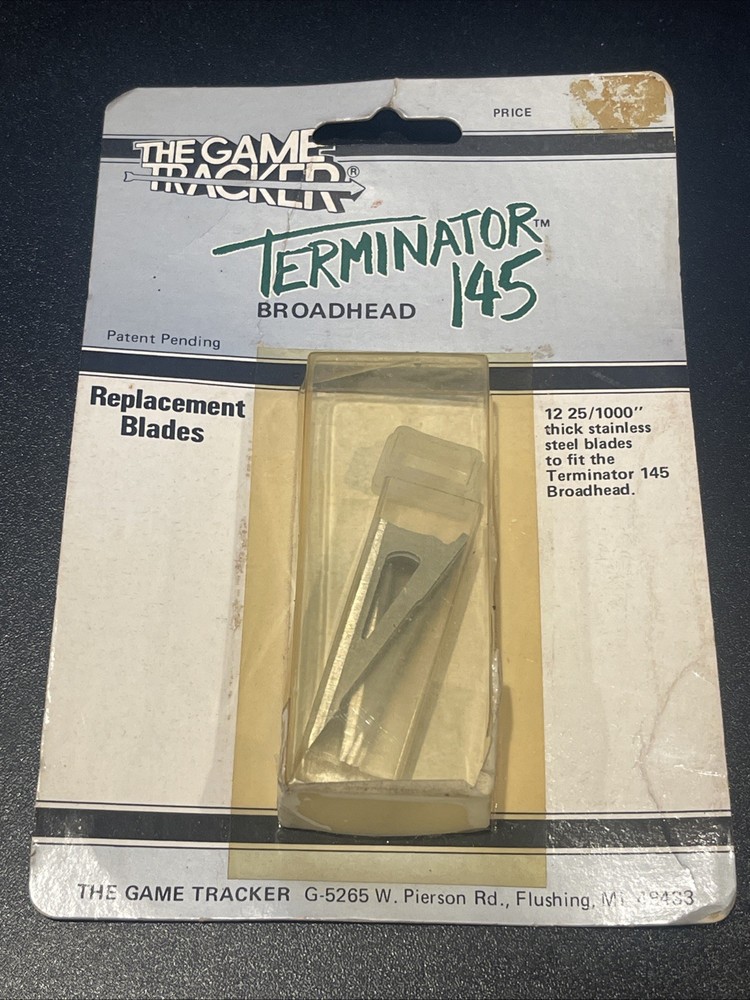 PRICE
THE GAME
TRACKER®
TERMINATOR™
145
BROADHEAD
Patent Pending
Replacement
Blades
12 25/1000”
thick stainless
steel blades
to fit the
Terminator 145
Broadhead.
THE GAME TRACKER G-5265 W. Pierson Rd., Flushing, MI 48433